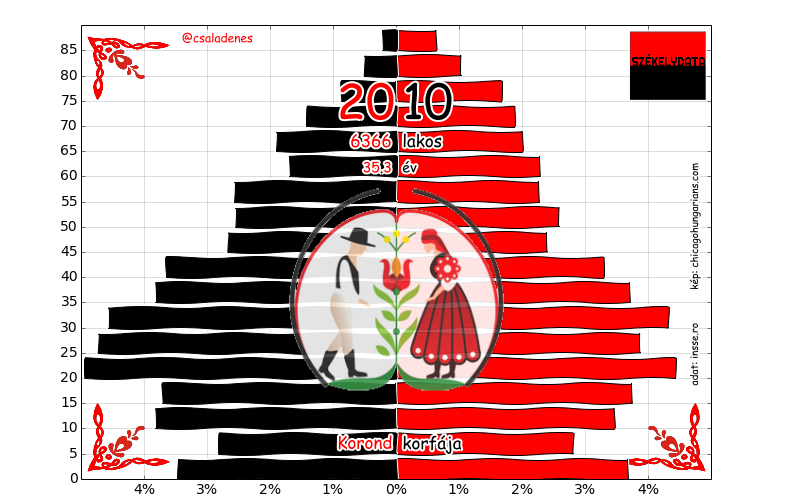 @csaladenes
SZÉKELYDATA
2010
6366 lakos
35.3 év
kép: chicagohungarians.com
adat: insse.ro
Korond korfája
85
80
75
70
65
60
55
50
45
40
35
30
25
20
15
10
5
0
4% 3% 2% 1% 0% 1% 2% 3% 4%